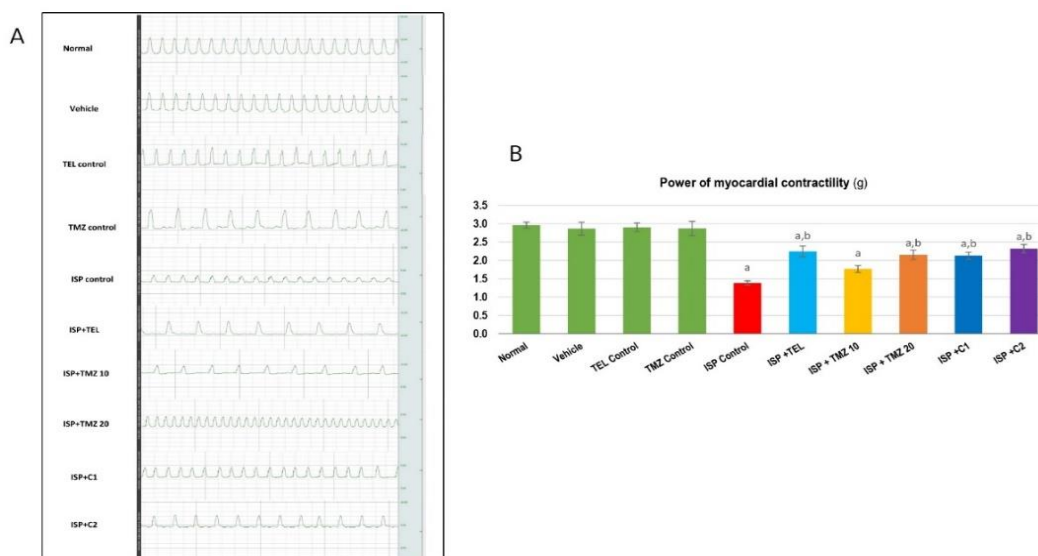 A
Normal
Vehicle
TEL control
TMZ control
ISP control
ISP+TEL
ISP+TMZ 10
ISP+TMZ 20
ISP+C1
ISP+C2
B
Power of myocardial contractility (g)
3.5
3.0
2.5
2.0
1.5
1.0
0.5
0.0
a
a,b
a
a,b
a,b
a,b
Normal
Vehicle
TEL Control
TMZ Control
ISP Control
ISP +TEL
ISP + TMZ 10
ISP + TMZ 20
ISP +C1
ISP +C2